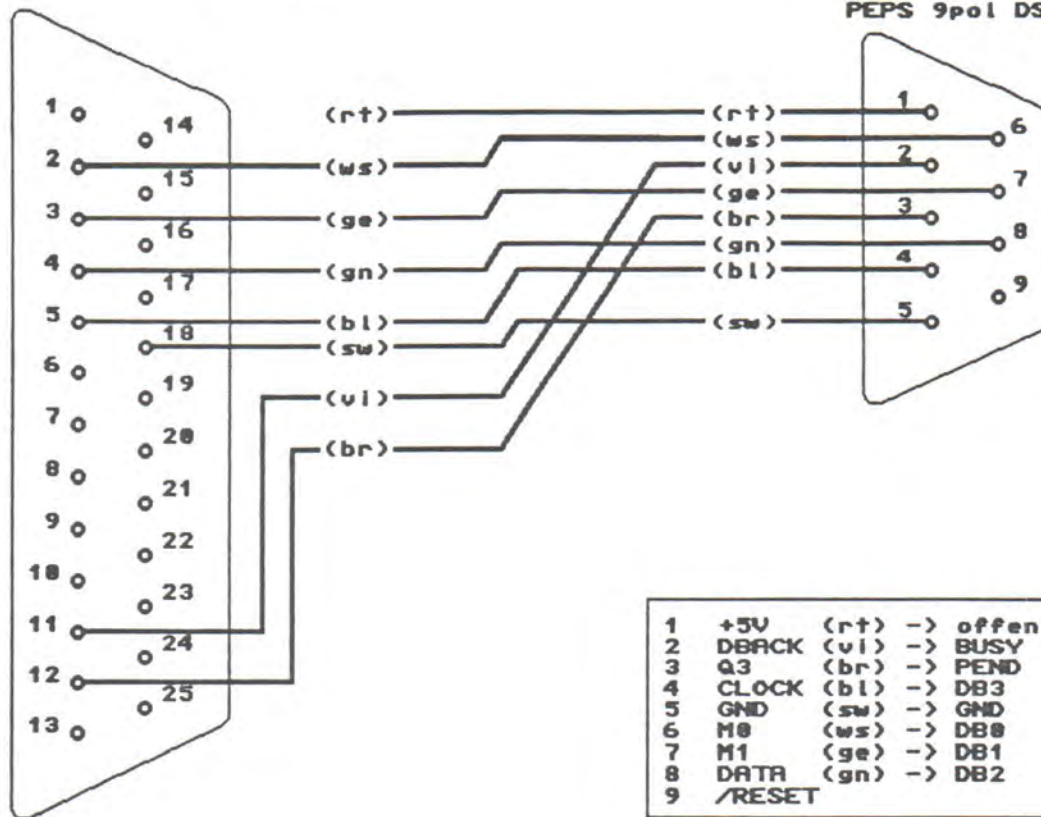 PEPS 9pol DS
1
14
2
15
3
16
4
17
5
18
6
19
7
20
8
21
9
22
10
23
11
24
12
25
13
(rt)
(ws)
(ge)
(gn)
(bl)
(sw)
(vi)
(br)
(rt)
(ws)
(vi)
(ge)
(br)
(gn)
(bl)
(sw)
1
6
2
7
3
8
4
9
5
1 +5V (rt) -> offen
2 DBACK (vi) -> BUSY
3 Q3 (br) -> PEND
4 CLOCK (bl) -> DB3
5 GND (sw) -> GND
6 M0 (ws) -> DB0
7 M1 (ge) -> DB1
8 DATA (gn) -> DB2
9 /RESET